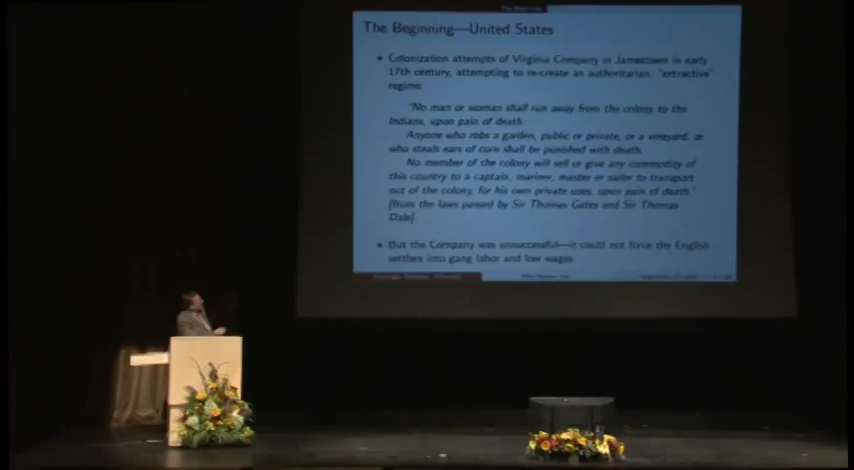 The Beginning
The Beginning—United States
• Colonization attempts of Virginia Company in Jamestown in early
17th century, attempting to re-create an authoritarian, "extractive"
regime:
"No man or woman shall run away from the colony to the
Indians, upon pain of death.
Anyone who robs a garden, public or private, or a vineyard, or
who steals ears of corn shall be punished with death.
No member of the colony will sell or give any commodity of
this country to a captain, mariner, master or sailor to transport
out of the colony, for his own private uses, upon pain of death."
[from the laws passed by Sir Thomas Gates and Sir Thomas
Dale]
• But the Company was unsuccessful—it could not force the English
settlers into gang labor and low wages.